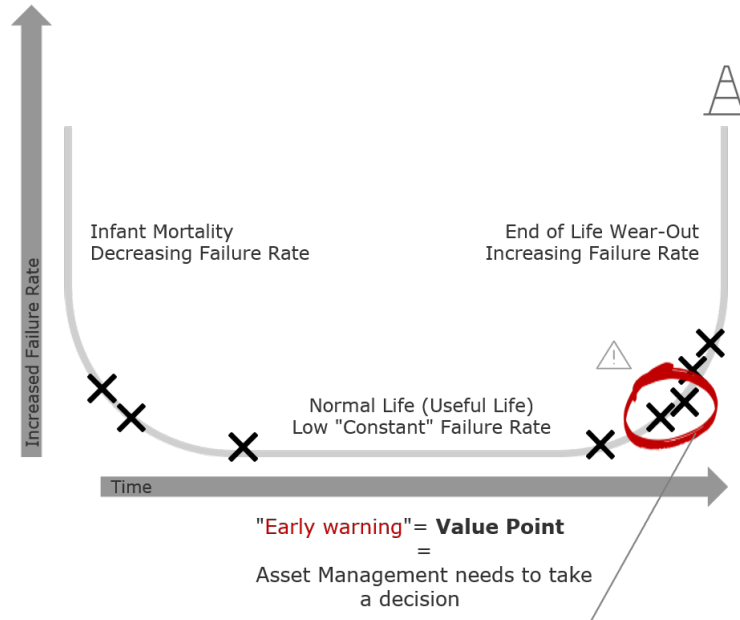 Infant Mortality
Decreasing Failure Rate
End of Life Wear-Out
Increasing Failure Rate
Increased Failure Rate
Normal Life (Useful Life)
Low "Constant" Failure Rate
Time
"Early warning"= Value Point
=
Asset Management needs to take
a decision